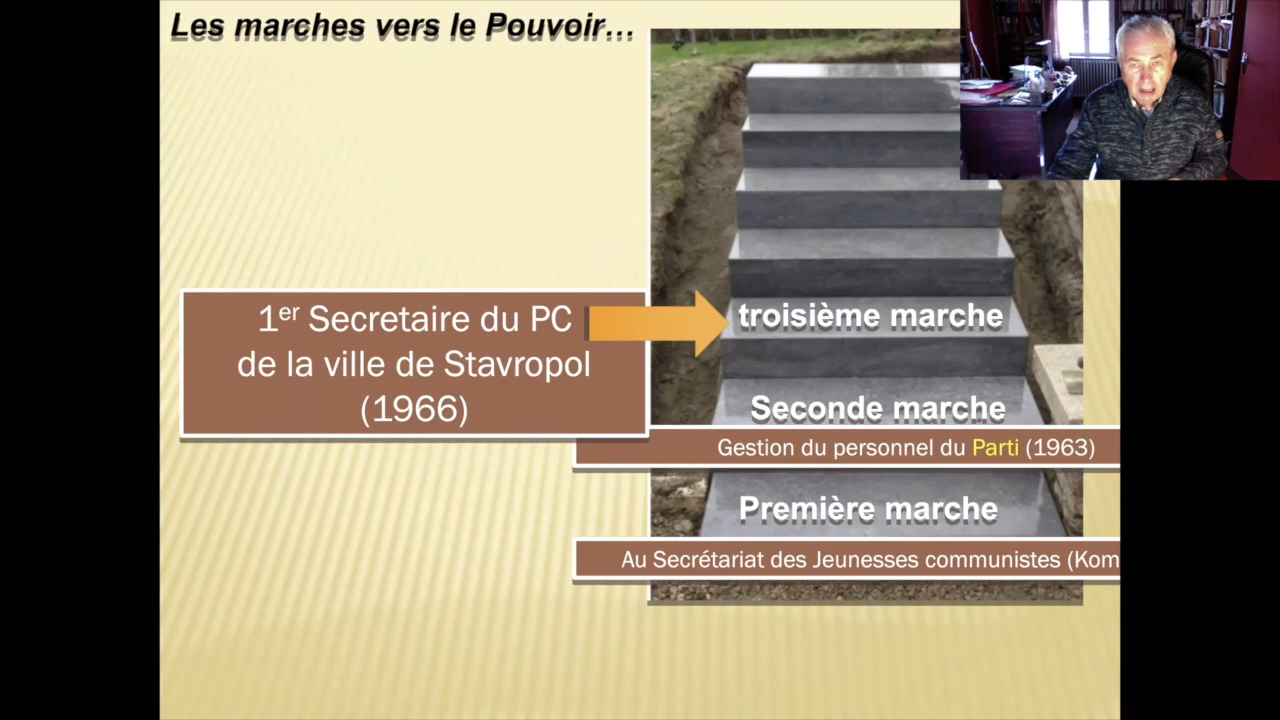 Les marches vers le Pouvoir...
1er Secretaire du PC
de la ville de Stavropol
(1966)
troisième marche
Seconde marche
Gestion du personnel du Parti (1963)
Première marche
Au Secrétariat des Jeunesses communistes (Kom